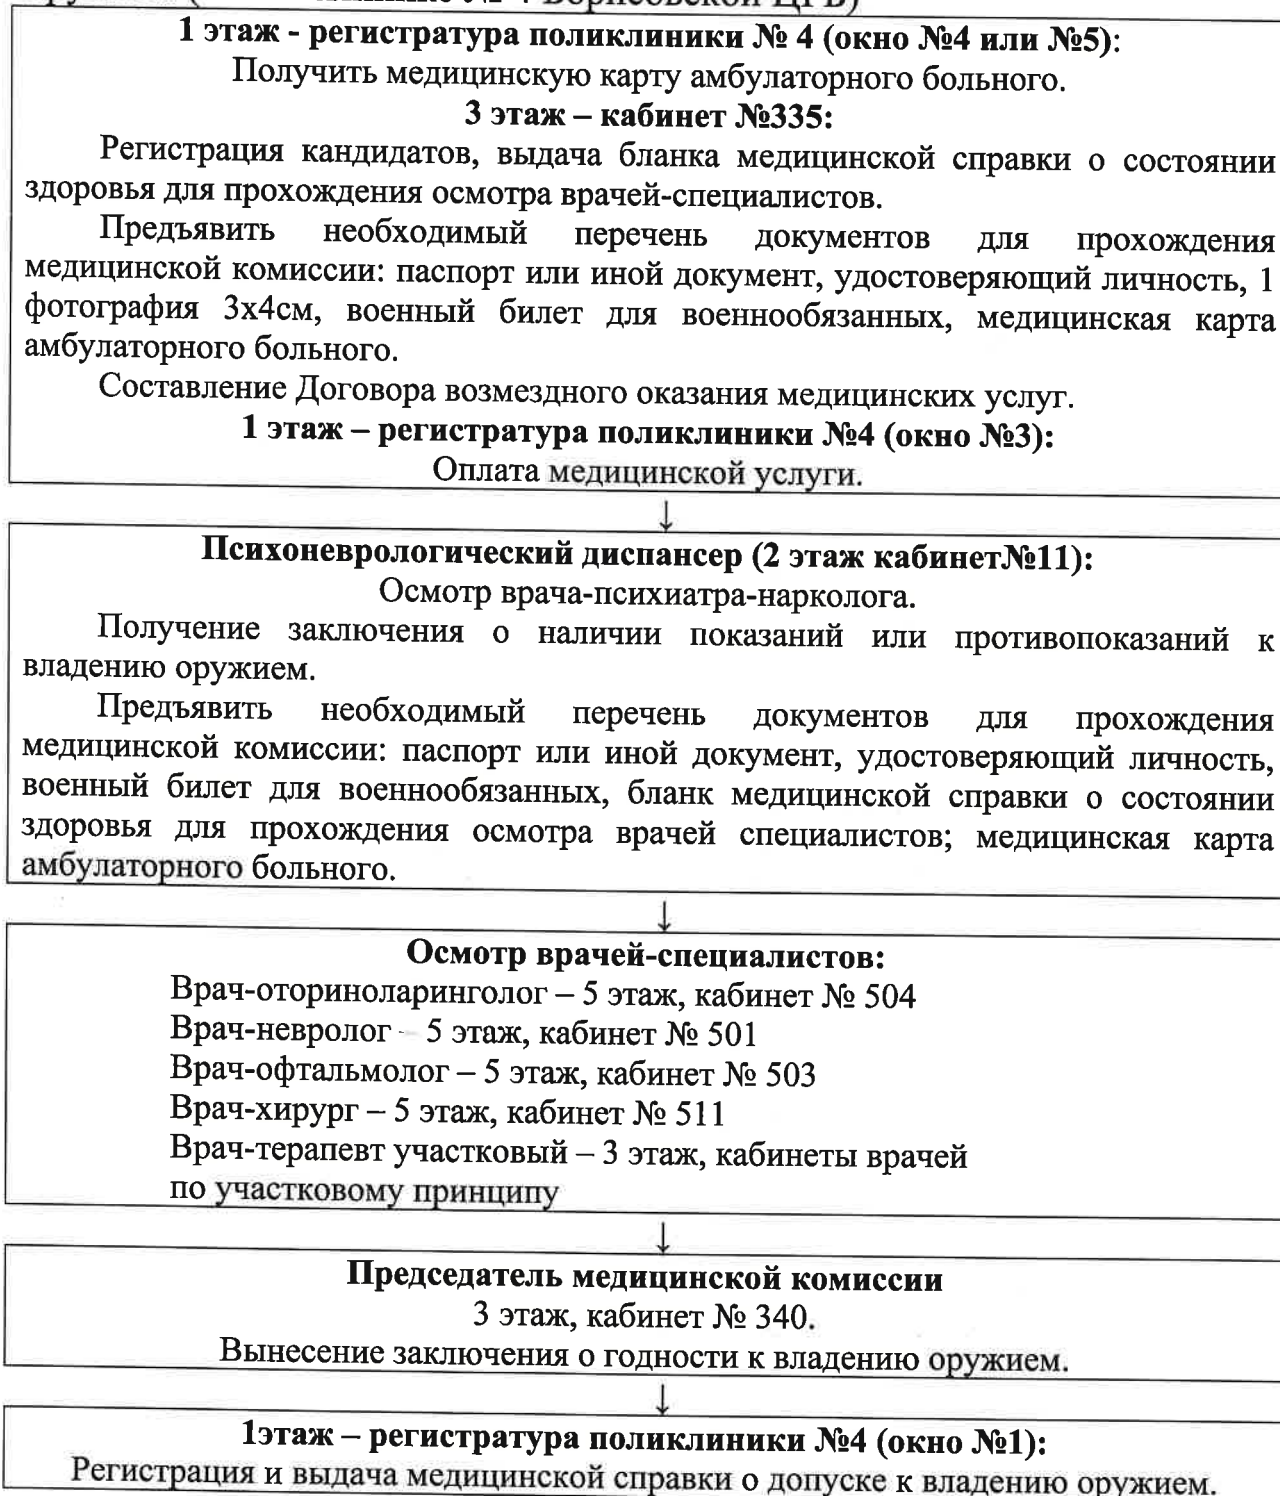 № 4 Борисовской ЦРБ)
1 этаж - регистратура поликлиники № 4 (окно №4 или №5):
Получить медицинскую карту амбулаторного больного.
3 этаж – кабинет №335:
Регистрация кандидатов, выдача бланка медицинской справки о состоянии
здоровья для прохождения осмотра врачей-специалистов.
Предъявить необходимый перечень документов для прохождения
медицинской комиссии: паспорт или иной документ, удостоверяющий личность, 1
фотография 3х4см, военный билет для военнообязанных, медицинская карта
амбулаторного больного.
Составление Договора возмездного оказания медицинских услуг.
1 этаж – регистратура поликлиники №4 (окно №3):
Оплата медицинской услуги.
↓
Психоневрологический диспансер (2 этаж кабинет№11):
Осмотр врача-психиатра-нарколога.
Получение заключения о наличии показаний или противопоказаний к
владению оружием.
Предъявить необходимый перечень документов для прохождения
медицинской комиссии: паспорт или иной документ, удостоверяющий личность,
военный билет для военнообязанных, бланк медицинской справки о состоянии
здоровья для прохождения осмотра врачей специалистов; медицинская карта
амбулаторного больного.
↓
Осмотр врачей-специалистов:
Врач-оториноларинголог – 5 этаж, кабинет № 504
Врач-невролог – 5 этаж, кабинет № 501
Врач-офтальмолог – 5 этаж, кабинет № 503
Врач-хирург – 5 этаж, кабинет № 511
Врач-терапевт участковый – 3 этаж, кабинеты врачей
по участковому принципу
↓
Председатель медицинской комиссии
3 этаж, кабинет № 340.
Вынесение заключения о годности к владению оружием.
↓
1этаж – регистратура поликлиники №4 (окно №1):
Регистрация и выдача медицинской справки о допуске к владению оружием.